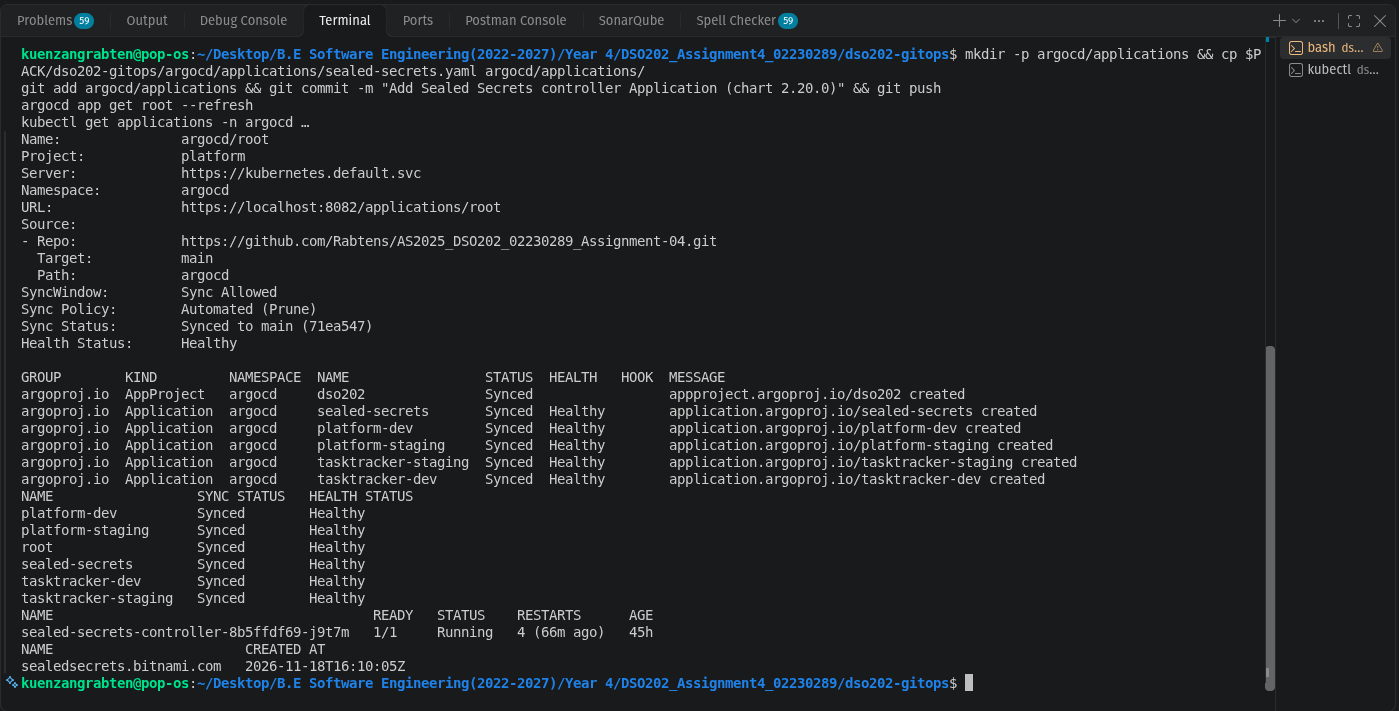 Problems 59 Output Debug Console Terminal Ports Postman Console SonarQube Spell Checker 59
kuenzangrabten@pop-os:~/Desktop/B.E Software Engineering(2022-2027)/Year 4/DSO202_Assignment4_02230289/dso202-gitops$ mkdir -p argocd/applications && cp $P
ACK/dso202-gitops/argocd/applications/sealed-secrets.yaml argocd/applications/
git add argocd/applications && git commit -m "Add Sealed Secrets controller Application (chart 2.20.0)" && git push
argocd app get root --refresh
kubectl get applications -n argocd …
Name: argocd/root
Project: platform
Server: https://kubernetes.default.svc
Namespace: argocd
URL: https://localhost:8082/applications/root
Source:
- Repo: https://github.com/Rabtens/AS2025_DSO202_02230289_Assignment-04.git
Target: main
Path: argocd
SyncWindow: Sync Allowed
Sync Policy: Automated (Prune)
Sync Status: Synced to main (71ea547)
Health Status: Healthy
GROUP KIND NAMESPACE NAME STATUS HEALTH HOOK MESSAGE
argoproj.io AppProject argocd dso202 Synced appproject.argoproj.io/dso202 created
argoproj.io Application argocd sealed-secrets Synced Healthy application.argoproj.io/sealed-secrets created
argoproj.io Application argocd platform-dev Synced Healthy application.argoproj.io/platform-dev created
argoproj.io Application argocd platform-staging Synced Healthy application.argoproj.io/platform-staging created
argoproj.io Application argocd tasktracker-staging Synced Healthy application.argoproj.io/tasktracker-staging created
argoproj.io Application argocd tasktracker-dev Synced Healthy application.argoproj.io/tasktracker-dev created
NAME SYNC STATUS HEALTH STATUS
platform-dev Synced Healthy
platform-staging Synced Healthy
root Synced Healthy
sealed-secrets Synced Healthy
tasktracker-dev Synced Healthy
tasktracker-staging Synced Healthy
NAME READY STATUS RESTARTS AGE
sealed-secrets-controller-8b5ffdf69-j9t7m 1/1 Running 4 (66m ago) 45h
NAME CREATED AT
sealedsecrets.bitnami.com 2026-11-18T16:10:05Z
kuenzangrabten@pop-os:~/Desktop/B.E Software Engineering(2022-2027)/Year 4/DSO202_Assignment4_02230289/dso202-gitops$
bash ds...
kubectl ds...